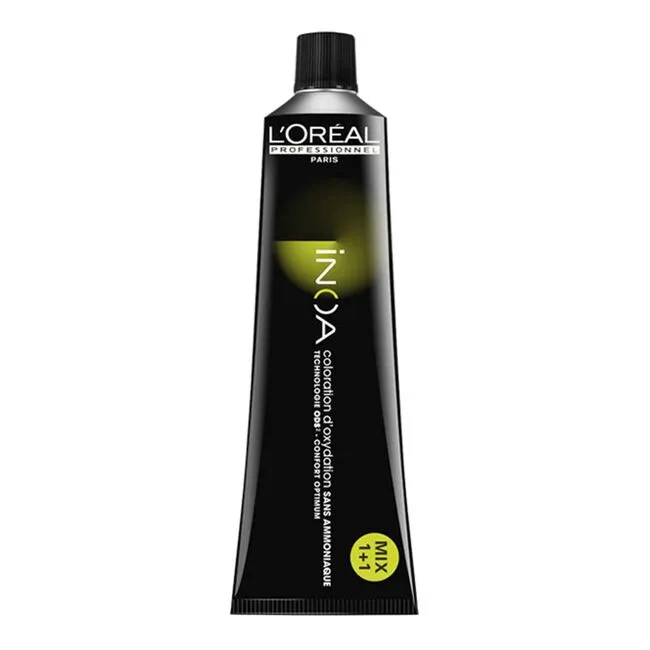 L'ORÉAL
PROFESSIONNEL
PARIS
iNOA
coloration d'oxydation SANS AMMONIAQUE
TECHNOLOGIE ODS² - CONFORT OPTIMUM
MIX
1+1